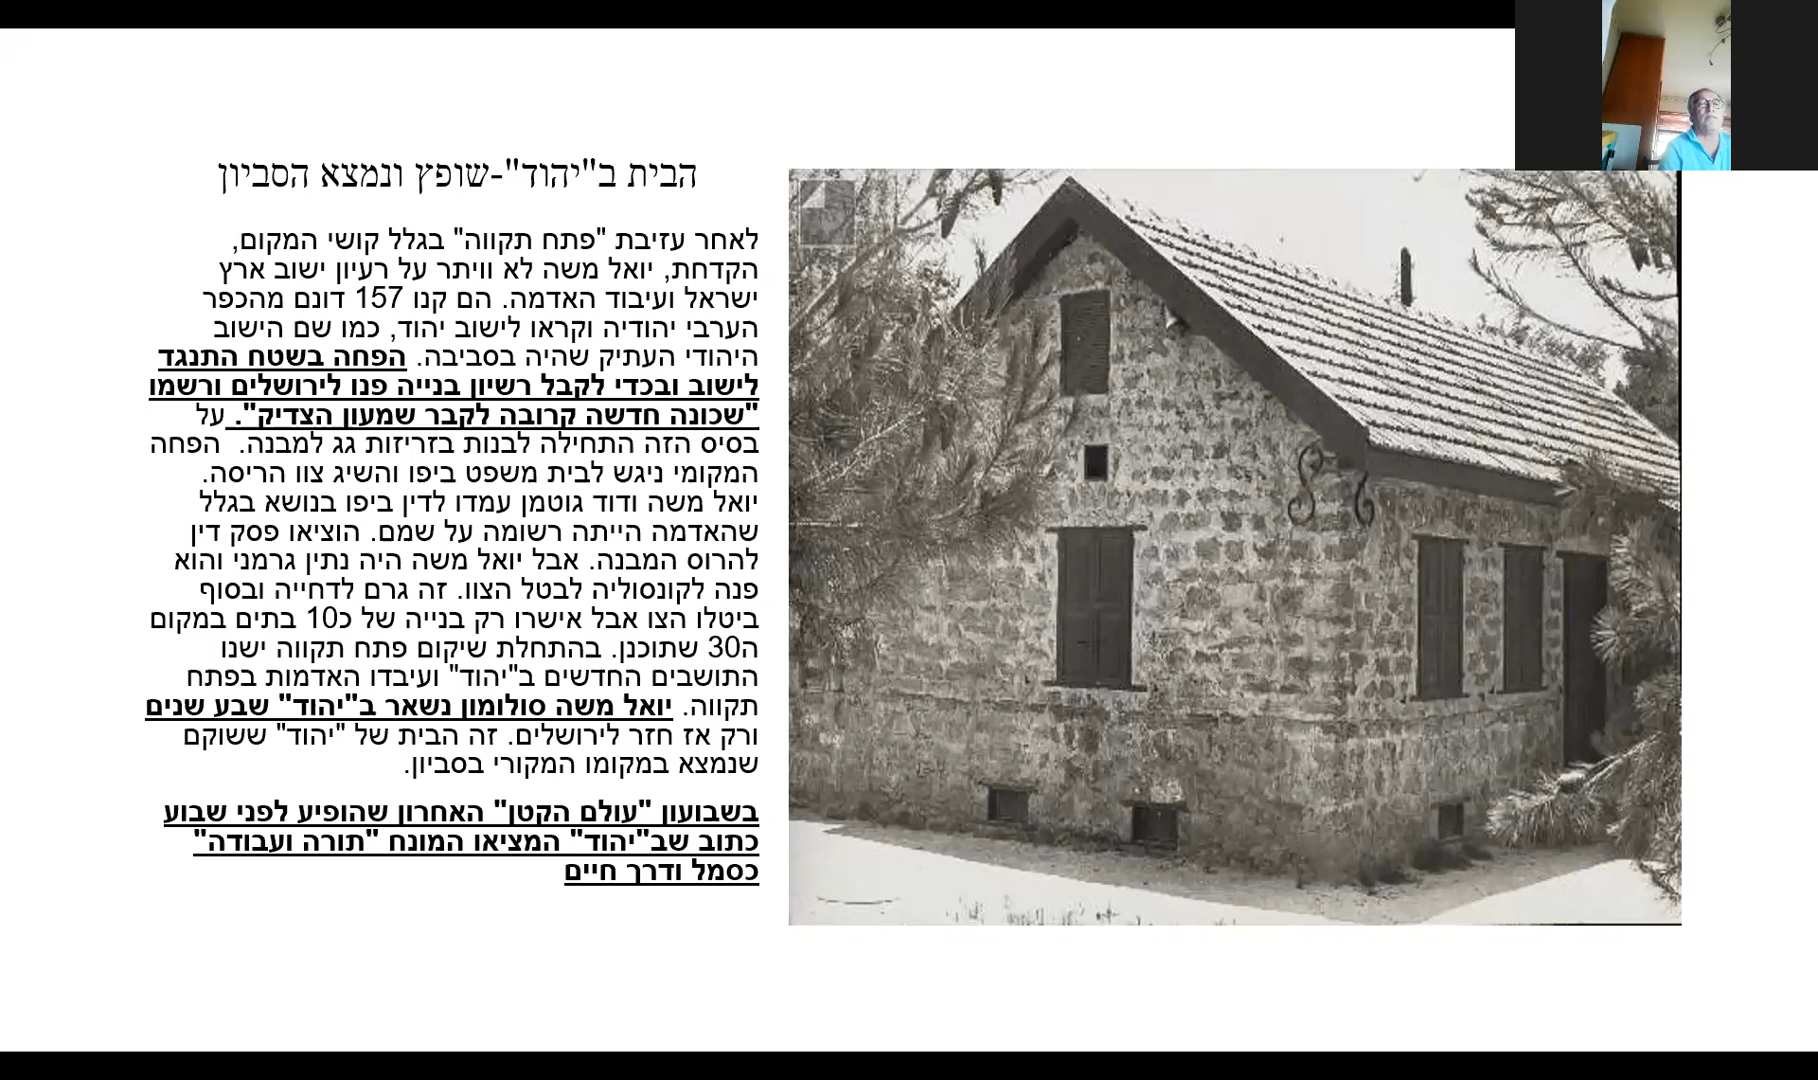 הבית ב"יהוד"-שופץ ונמצא הסביון
לאחר עזיבת "פתח תקווה" בגלל קושי המקום,
הקדחת, יואל משה לא וויתר על רעיון ישוב ארץ
ישראל ועיבוד האדמה. הם קנו 157 דונם מהכפר
הערבי יהודיה וקראו לישוב יהוד, כמו שם הישוב
היהודי העתיק שהיה בסביבה. הפחה בשטח התנגד
לישוב ובכדי לקבל רשיון בנייה פנו לירושלים ורשמו
"שכונה חדשה קרובה לקבר שמעון הצדיק". על
בסיס הזה התחילה לבנות בזריזות גג למבנה. הפחה
המקומי ניגש לבית משפט ביפו והשיג צוו הריסה.
יואל משה ודוד גוטמן עמדו לדין ביפו בנושא בגלל
שהאדמה הייתה רשומה על שמם. הוציאו פסק דין
להרוס המבנה. אבל יואל משה היה נתין גרמני והוא
פנה לקונסוליה לבטל הצוו. זה גרם לדחייה ובסוף
ביטלו הצו אבל אישרו רק בנייה של כ10 בתים במקום
ה30 שתוכנן. בהתחלת שיקום פתח תקווה ישנו
התושבים החדשים ב"יהוד" ועיבדו האדמות בפתח
תקווה. יואל משה סולומון נשאר ב"יהוד" שבע שנים
ורק אז חזר לירושלים. זה הבית של "יהוד" ששוקם
שנמצא במקומו המקורי בסביון.
בשבועון "עולם הקטן" האחרון שהופיע לפני שבוע
כתוב שב"יהוד" המציאו המונח "תורה ועבודה"
כסמל ודרך חיים